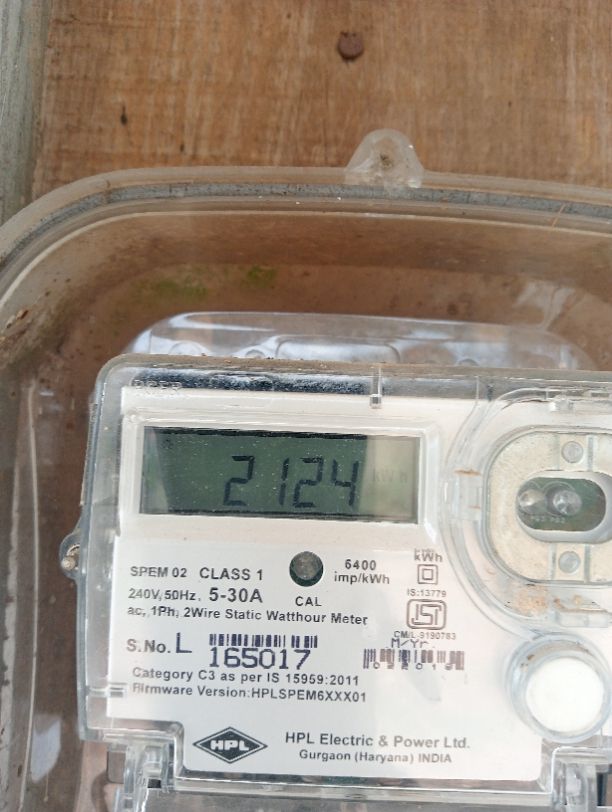 2124
kW h
SPEM 02 CLASS 1
6400
imp/kWh
kWh
240V, 50Hz, 5-30A
CAL
IS:13779
ac, 1Ph, 2Wire Static Watthour Meter
CM/L-9190783
S.No. L 165017
M/Yr.
Category C3 as per IS 15959:2011
Firmware Version:HPLSPEM6XXX01
HPL
HPL Electric & Power Ltd.
Gurgaon (Haryana) INDIA